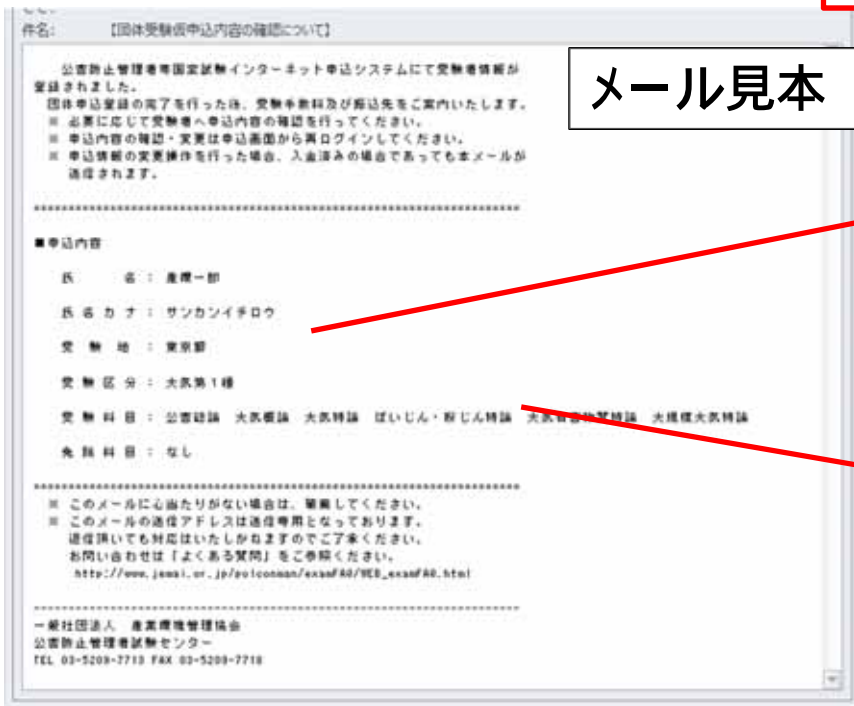 件名: 【団体受験仮申込内容の確認について】
メール見本
公害防止管理者等国家試験インターネット申込システムにて受験者情報が
登録されました。
団体申込登録の完了を行った後、受験手数料及び振込先をご案内いたします。
※ 必要に応じて受験者へ申込内容の確認を行ってください。
※ 申込内容の確認・変更は申込画面から再ログインしてください。
※ 申込情報の変更操作を行った場合、入金済みの場合であっても本メールが
送信されます。
■申込内容
氏 名 : 産環一郎
氏名カナ : サンカンイチロウ
受験地 : 東京都
受験区分 : 大気第1種
受験科目 : 公害総論 大気概論 大気特論 ばいじん・粉じん特論 大気有害物質特論 大規模大気特論
免除科目 : なし
※ このメールに心当たりがない場合は、破棄してください。
※ このメールの送信アドレスは送信専用となっております。
返信頂いても対応はいたしかねますのでご了承ください。
お問い合わせは「よくある質問」をご参照ください。
一般社団法人 産業環境管理協会
公害防止管理者試験センター
TEL 03-5209-7713 FAX 03-5209-7718